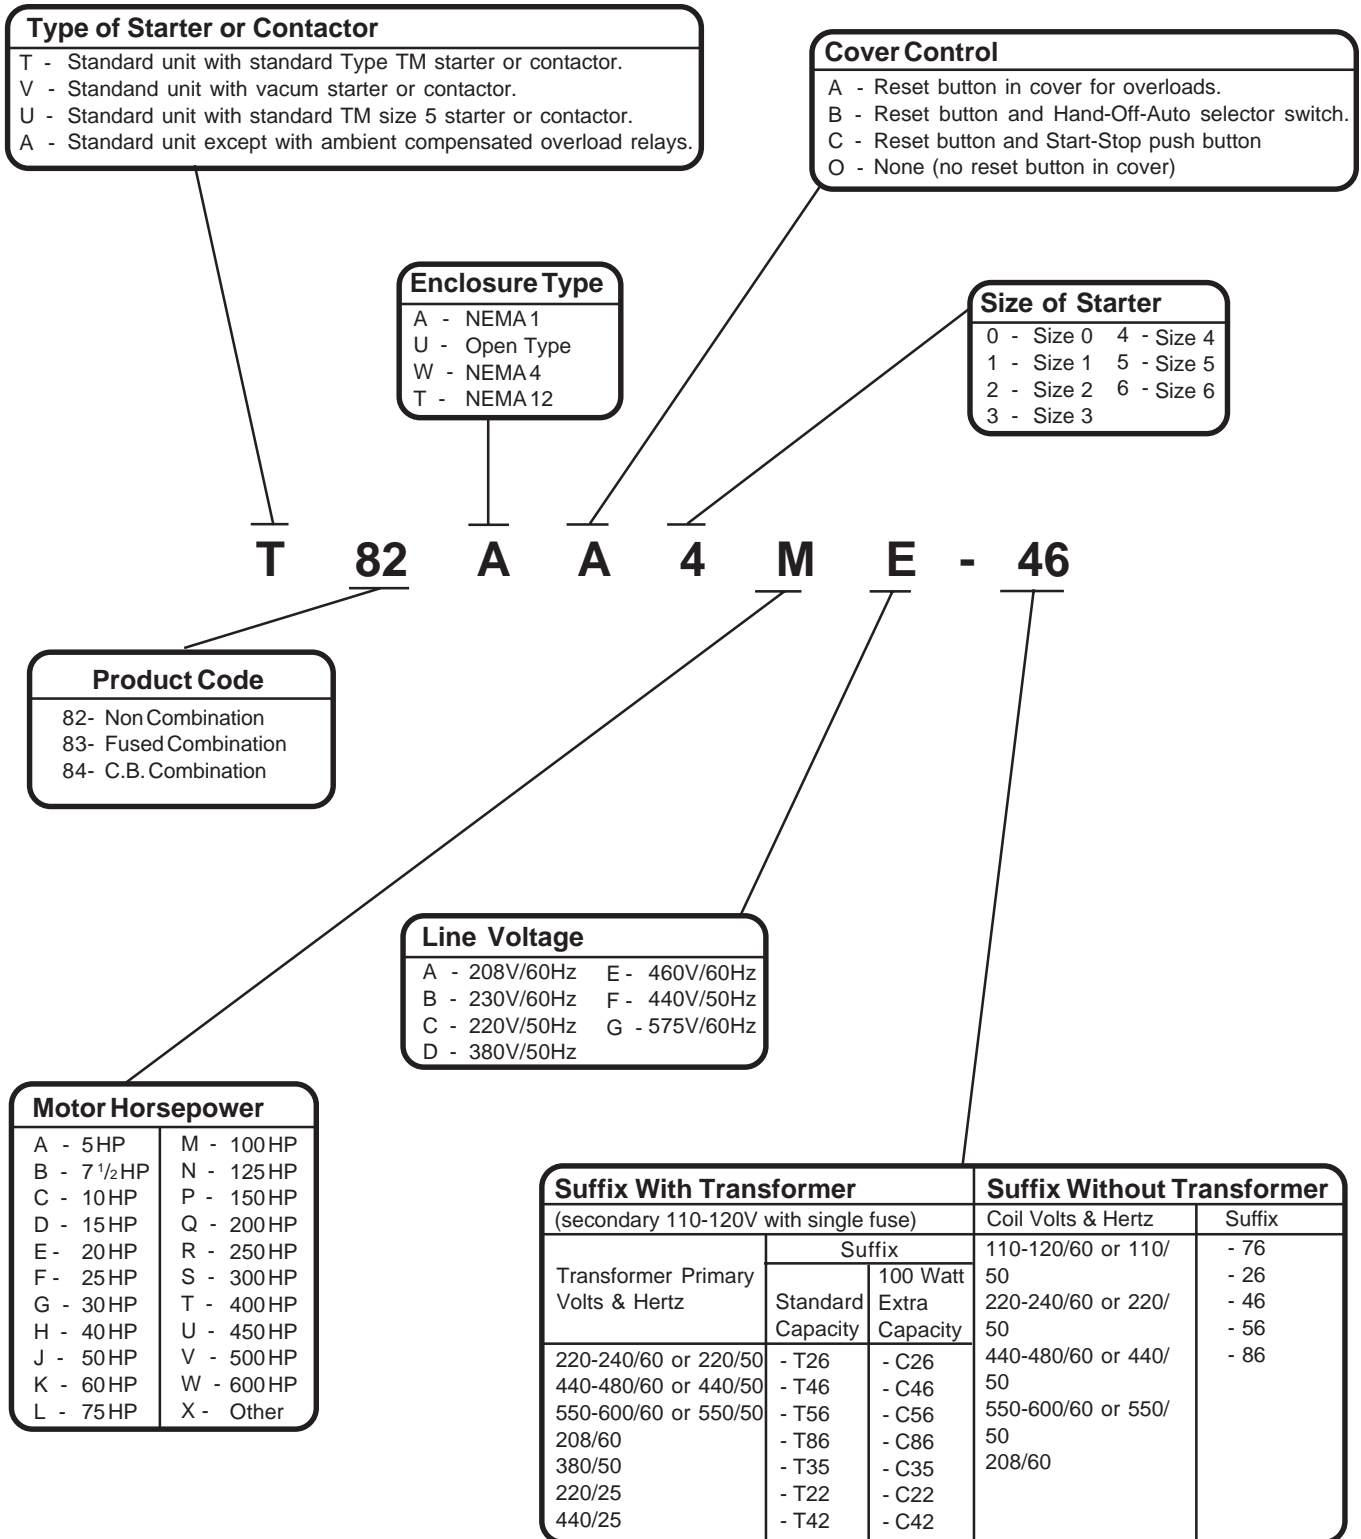 Type of Starter or Contactor
T - Standard unit with standard Type TM starter or contactor.
V - Standand unit with vacum starter or contactor.
U - Standard unit with standard TM size 5 starter or contactor.
A - Standard unit except with ambient compensated overload relays.
Cover Control
A - Reset button in cover for overloads.
B - Reset button and Hand-Off-Auto selector switch.
C - Reset button and Start-Stop push button
O - None (no reset button in cover)
Enclosure Type
A - NEMA 1
U - Open Type
W - NEMA 4
T - NEMA 12
Size of Starter
0 - Size 0 4 - Size 4
1 - Size 1 5 - Size 5
2 - Size 2 6 - Size 6
3 - Size 3
T 82 A A 4 M E - 46
Product Code
82- Non Combination
83- Fused Combination
84- C.B. Combination
Line Voltage
A - 208V/60Hz E - 460V/60Hz
B - 230V/60Hz F - 440V/50Hz
C - 220V/50Hz G - 575V/60Hz
D - 380V/50Hz
Motor Horsepower
A - 5 HP M - 100 HP
B - 7 1/2 HP N - 125 HP
C - 10 HP P - 150 HP
D - 15 HP Q - 200 HP
E - 20 HP R - 250 HP
F - 25 HP S - 300 HP
G - 30 HP T - 400 HP
H - 40 HP U - 450 HP
J - 50 HP V - 500 HP
K - 60 HP W - 600 HP
L - 75 HP X - Other
Suffix With Transformer
(secondary 110-120V with single fuse)
Suffix
Transformer Primary
Volts & Hertz
Standard
Capacity
100 Watt
Extra
Capacity
220-240/60 or 220/50 - T26 - C26
440-480/60 or 440/50 - T46 - C46
550-600/60 or 550/50 - T56 - C56
208/60 - T86 - C86
380/50 - T35 - C35
220/25 - T22 - C22
440/25 - T42 - C42
Suffix Without Transformer
Coil Volts & Hertz Suffix
110-120/60 or 110/ - 76
50 - 26
220-240/60 or 220/ - 46
50 - 56
440-480/60 or 440/ - 86
50
550-600/60 or 550/
50
208/60